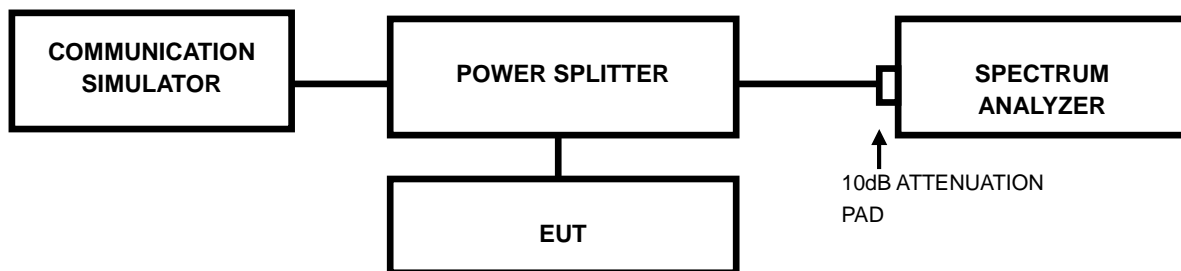 COMMUNICATION
SIMULATOR
POWER SPLITTER
SPECTRUM
ANALYZER
10dB ATTENUATION
PAD
EUT